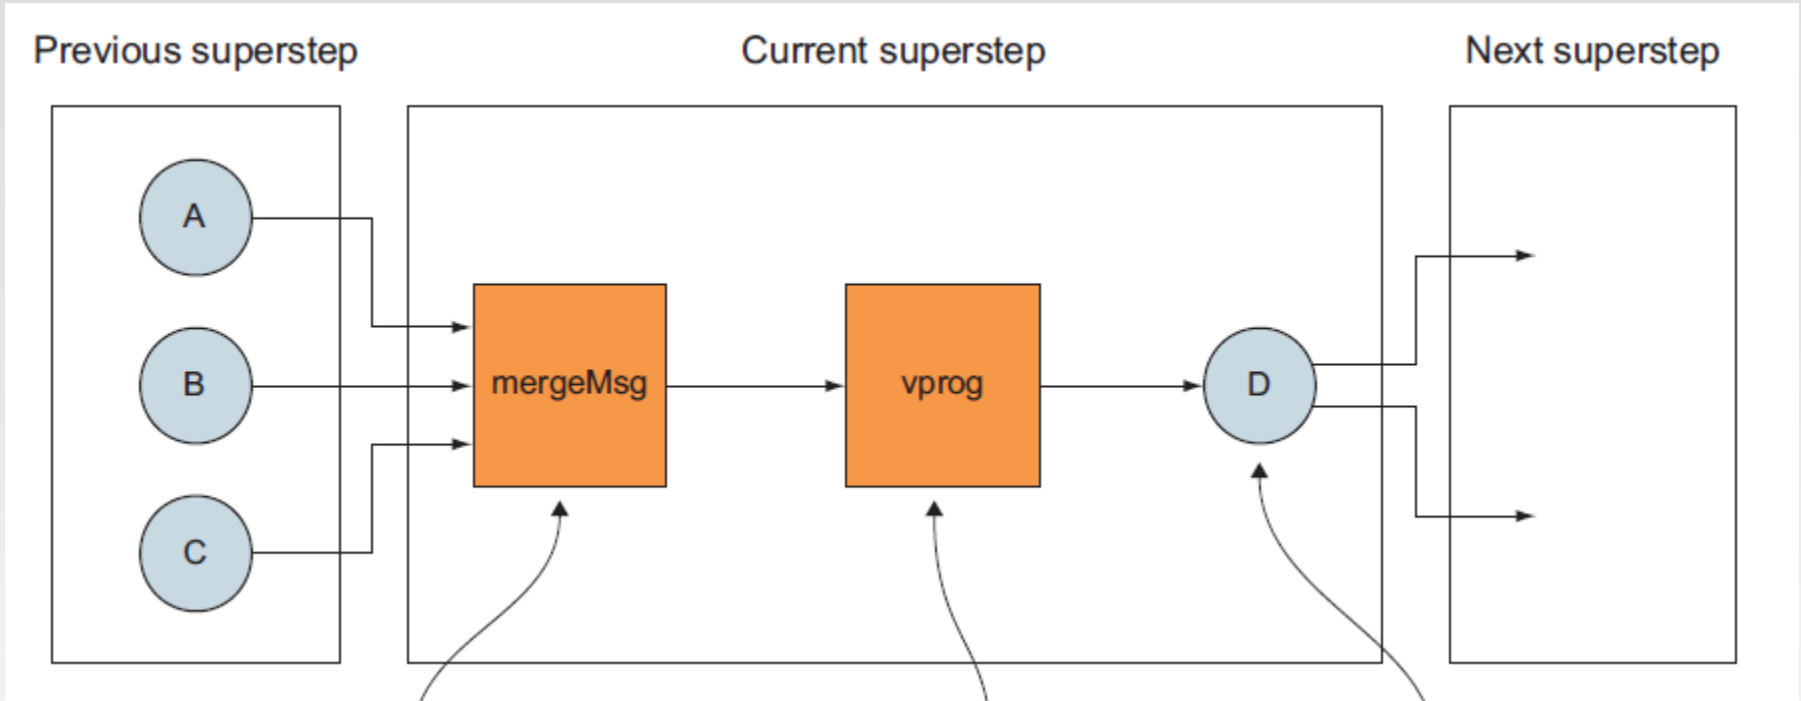 Previous superstep
Current superstep
Next superstep
A
B
C
mergeMsg
vprog
D